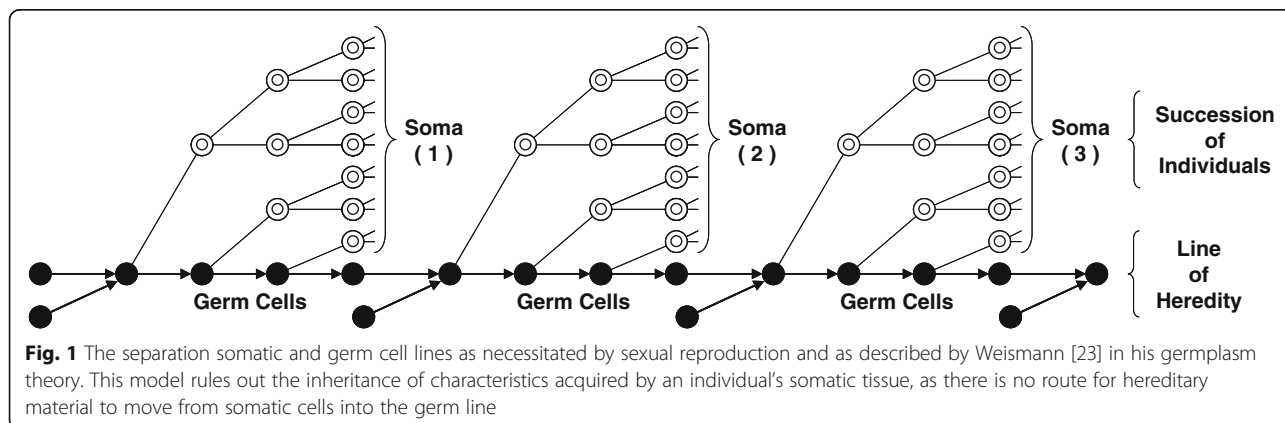 Soma
( 1 )
Soma
( 2 )
Soma
( 3 )
Succession
of
Individuals
Germ Cells
Germ Cells
Germ Cells
Line
of
Heredity
Fig. 1 The separation somatic and germ cell lines as necessitated by sexual reproduction and as described by Weismann [23] in his germplasm
theory. This model rules out the inheritance of characteristics acquired by an individual's somatic tissue, as there is no route for hereditary
material to move from somatic cells into the germ line